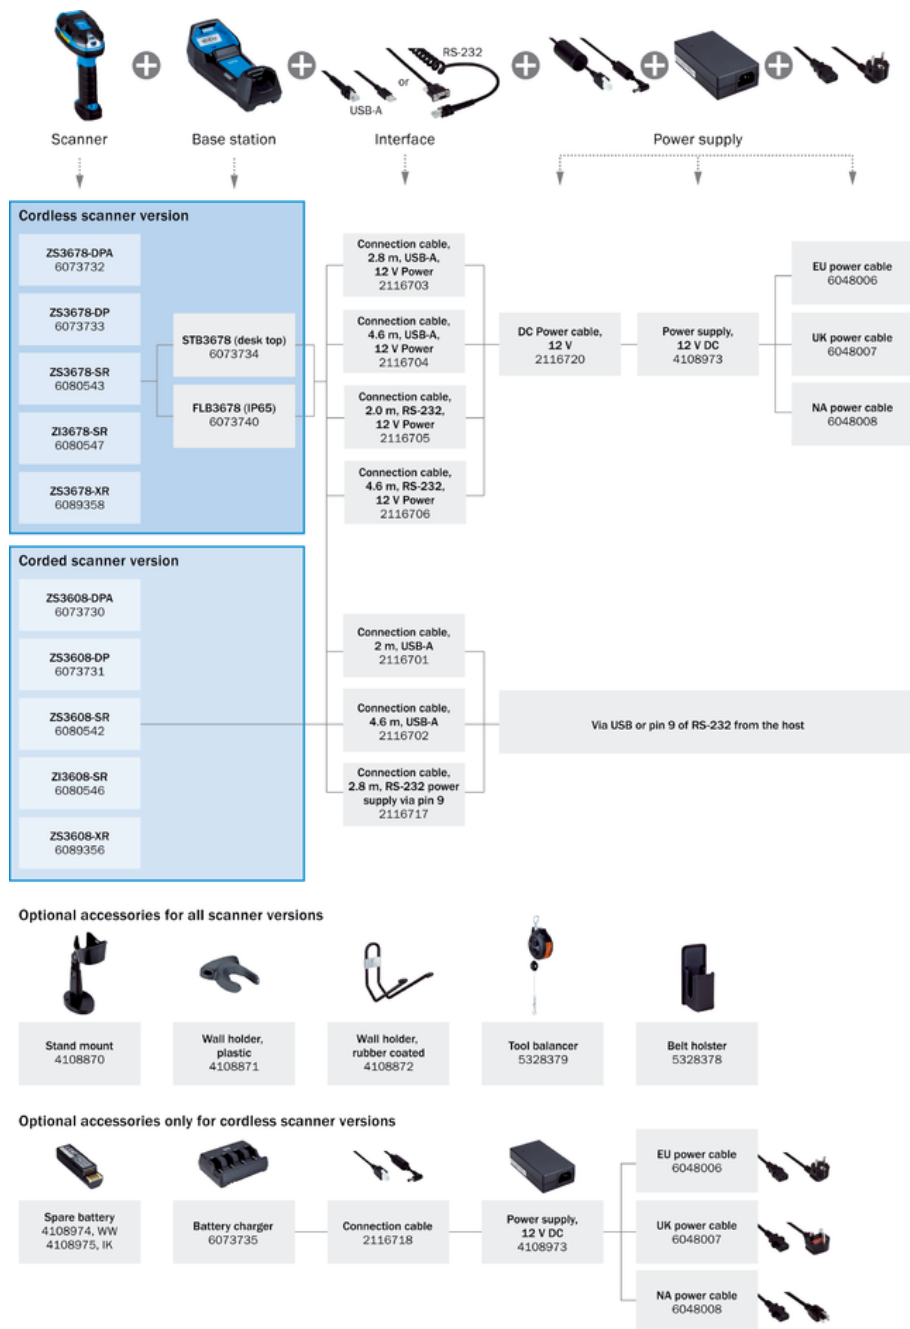 RS-232
or
USB-A
Scanner
Base station
Interface
Power supply
Cordless scanner version
ZS3678-DPA
6073732
ZS3678-DP
6073733
ZS3678-SR
6080543
ZI3678-SR
6080547
ZS3678-XR
6089358
STB3678 (desk top)
6073734
FLB3678 (IP65)
6073740
Connection cable,
2.8 m, USB-A,
12 V Power
2116703
Connection cable,
4.6 m, USB-A,
12 V Power
2116704
Connection cable,
2.0 m, RS-232,
12 V Power
2116705
Connection cable,
4.6 m, RS-232,
12 V Power
2116706
DC Power cable,
12 V
2116720
Power supply,
12 V DC
4108973
EU power cable
6048006
UK power cable
6048007
NA power cable
6048008
Corded scanner version
ZS3608-DPA
6073730
ZS3608-DP
6073731
ZS3608-SR
6080542
ZI3608-SR
6080546
ZS3608-XR
6089356
Connection cable,
2 m, USB-A
2116701
Connection cable,
4.6 m, USB-A
2116702
Connection cable,
2.8 m, RS-232 power
supply via pin 9
2116717
Via USB or pin 9 of RS-232 from the host
Optional accessories for all scanner versions
Stand mount
4108870
Wall holder,
plastic
4108871
Wall holder,
rubber coated
4108872
Tool balancer
5328379
Belt holster
5328378
Optional accessories only for cordless scanner versions
Spare battery
4108974, WW
4108975, IK
Battery charger
6073735
Connection cable
2116718
Power supply,
12 V DC
4108973
EU power cable
6048006
UK power cable
6048007
NA power cable
6048008